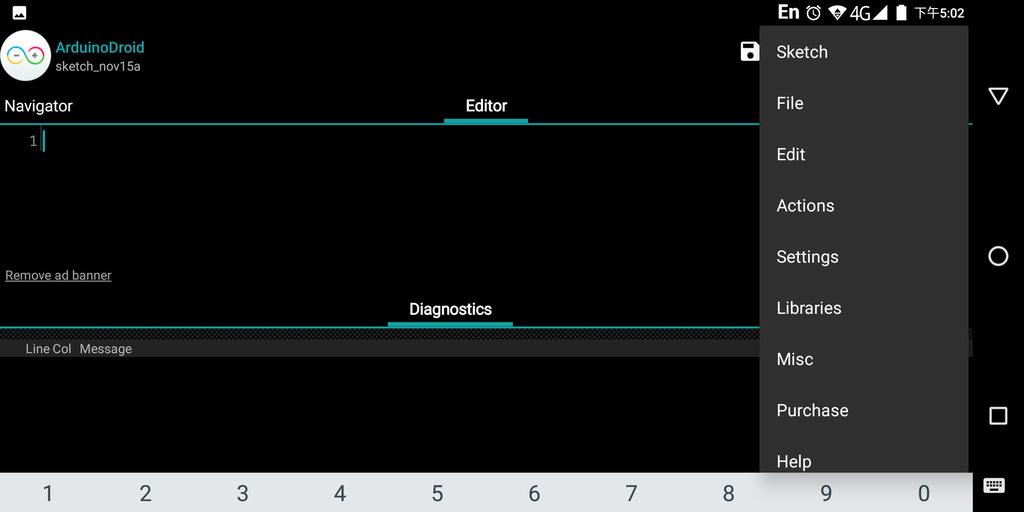 En 4G 下午5:02
ArduinoDroid
sketch_nov15a
Navigator
Editor
1
Remove ad banner
Diagnostics
Line Col Message
Sketch
File
Edit
Actions
Settings
Libraries
Misc
Purchase
Help
1 2 3 4 5 6 7 8 9 0